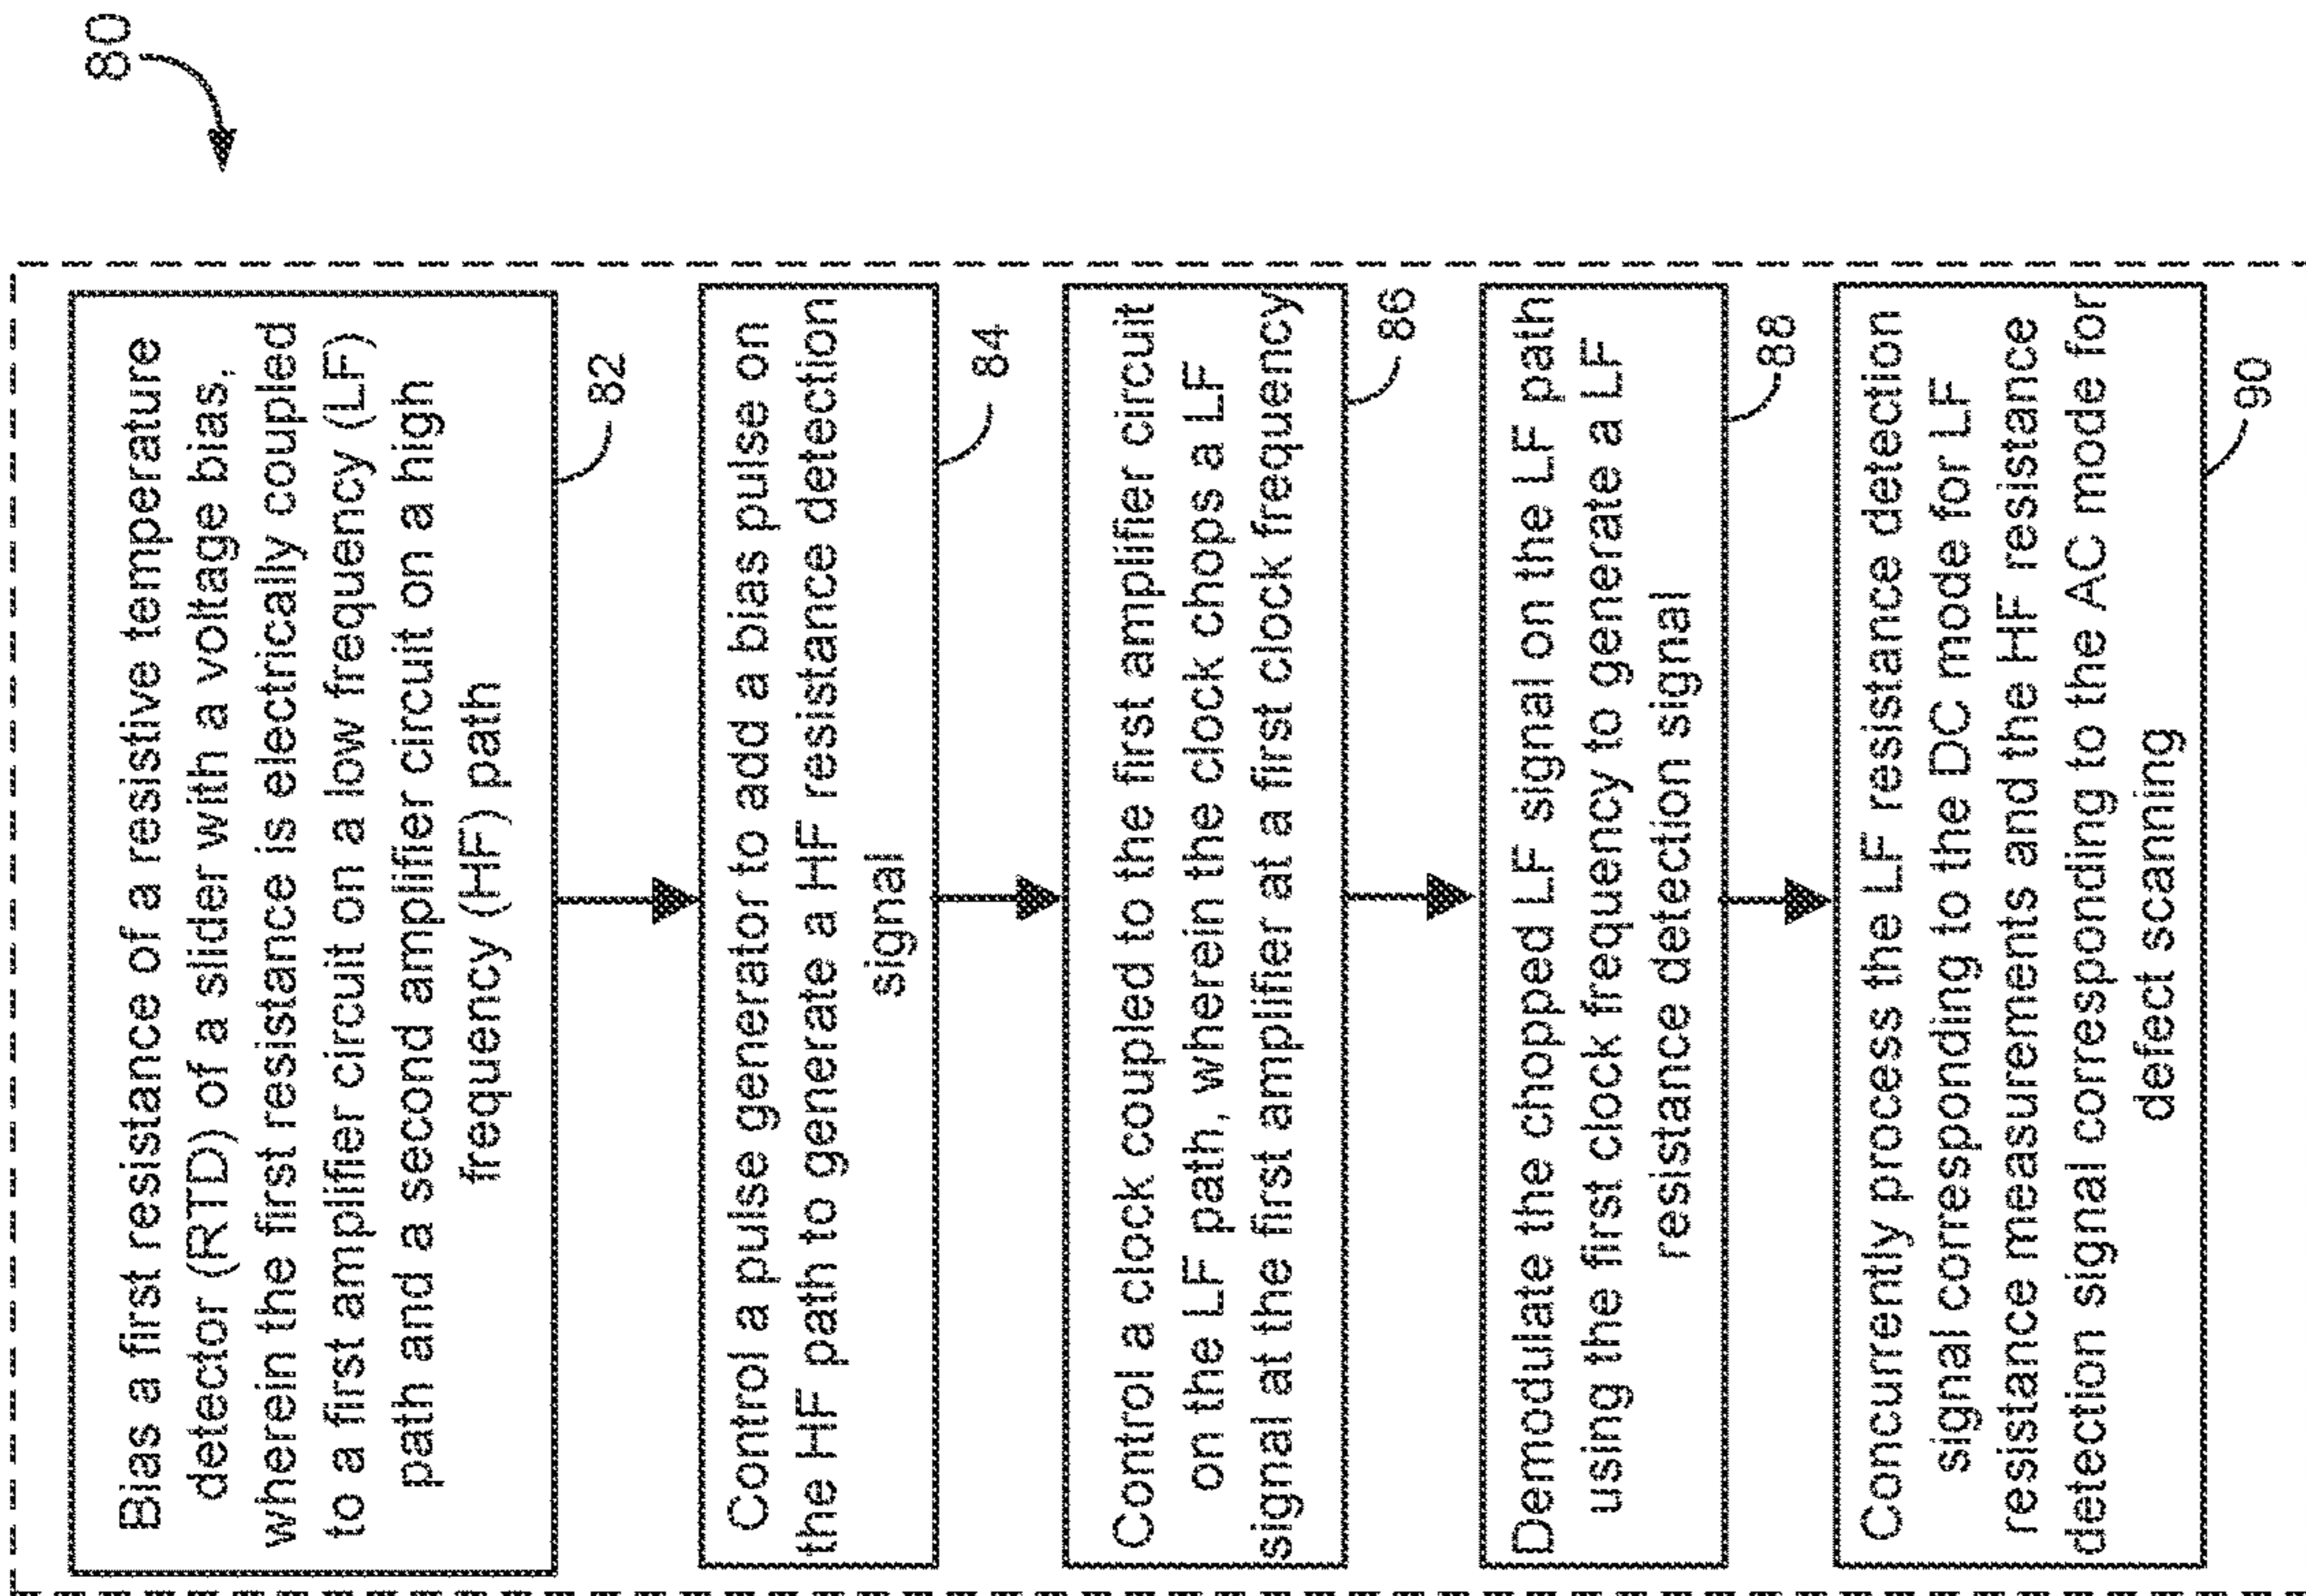 80
Bias a first resistance of a resistive temperature
detector (RTD) of a slider with a voltage bias,
wherein the first resistance is electrically coupled
to a first amplifier circuit on a low frequency (LF)
path and a second amplifier circuit on a high
frequency (HF) path
82
Control a pulse generator to add a bias pulse on
the HF path to generate a HF resistance detection
signal
84
Control a clock coupled to the first amplifier circuit
on the LF path, wherein the clock chops a LF
signal at the first amplifier at a first clock frequency
86
Demodulate the chopped LF signal on the LF path
using the first clock frequency to generate a LF
resistance detection signal
88
Concurrently process the LF resistance detection
signal corresponding to the DC mode for LF
resistance measurements and the HF resistance
detection signal corresponding to the AC mode for
defect scanning
90